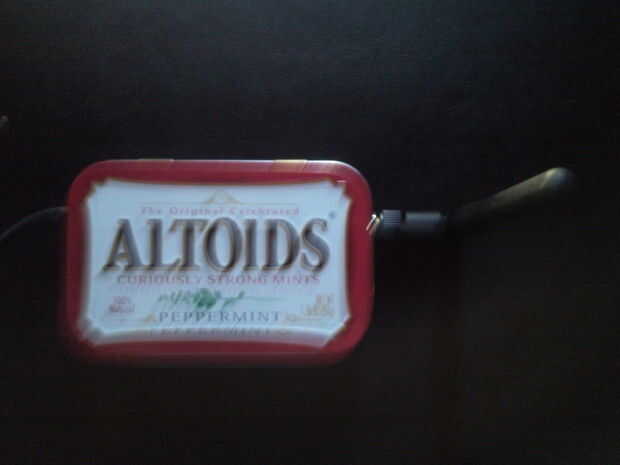 The Original Celebrated
ALTOIDS®
CURIOUSLY STRONG MINTS
PEPPERMINT